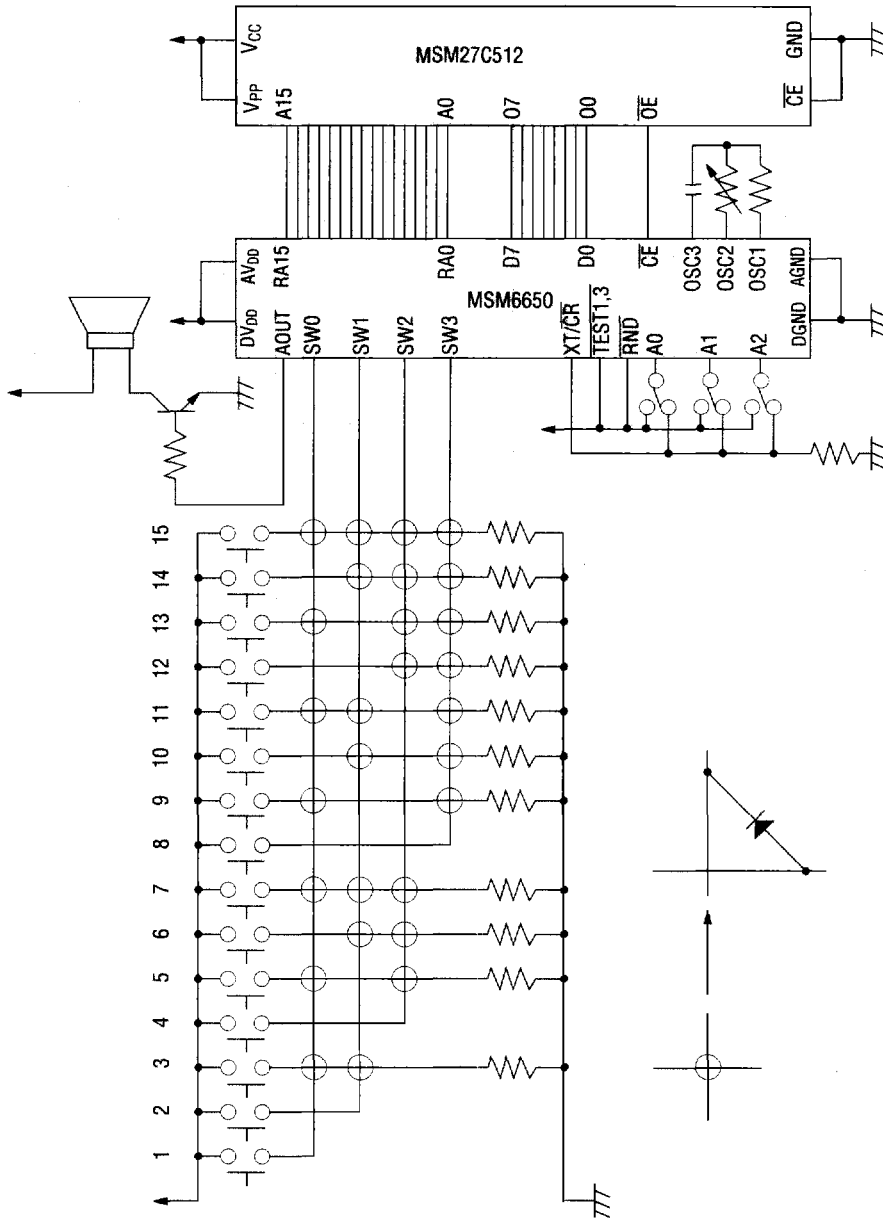 MSM27C512
VCC
VPP
A15
A0
O7
O0
OE
CE
GND
MSM6650
AVDD
DVDD
RA15
RA0
D7
D0
CE
OSC3
OSC2
OSC1
AGND
DGND
AOUT
SW0
SW1
SW2
SW3
XT/CR
TEST1,3
RND
A0
A1
A2
15
14
13
12
11
10
9
8
7
6
5
4
3
2
1